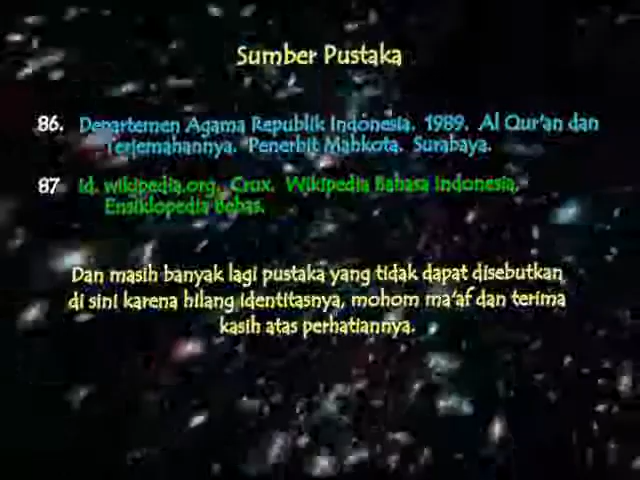 Sumber Pustaka
86. Departemen Agama Republik Indonesia. 1989. Al Qur'an dan
Terjemahannya. Penerbit Mahkota. Surabaya.
87 Id. wikipedia.org. Crux. Wikipedia Bahasa Indonesia,
Ensiklopedia Bebas.
Dan masih banyak lagi pustaka yang tidak dapat disebutkan
di sini karena hilang identitasnya, mohom ma'af dan terima
kasih atas perhatiannya.